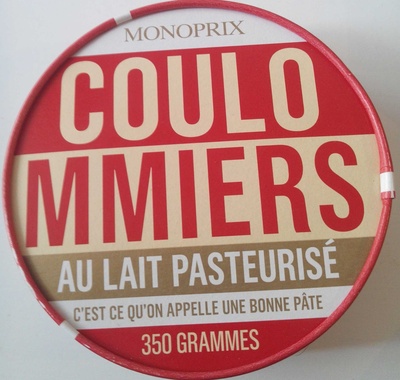 MONOPRIX
COULO
MMIERS
AU LAIT PASTEURISÉ
C'EST CE QU'ON APPELLE UNE BONNE PÂTE
350 GRAMMES